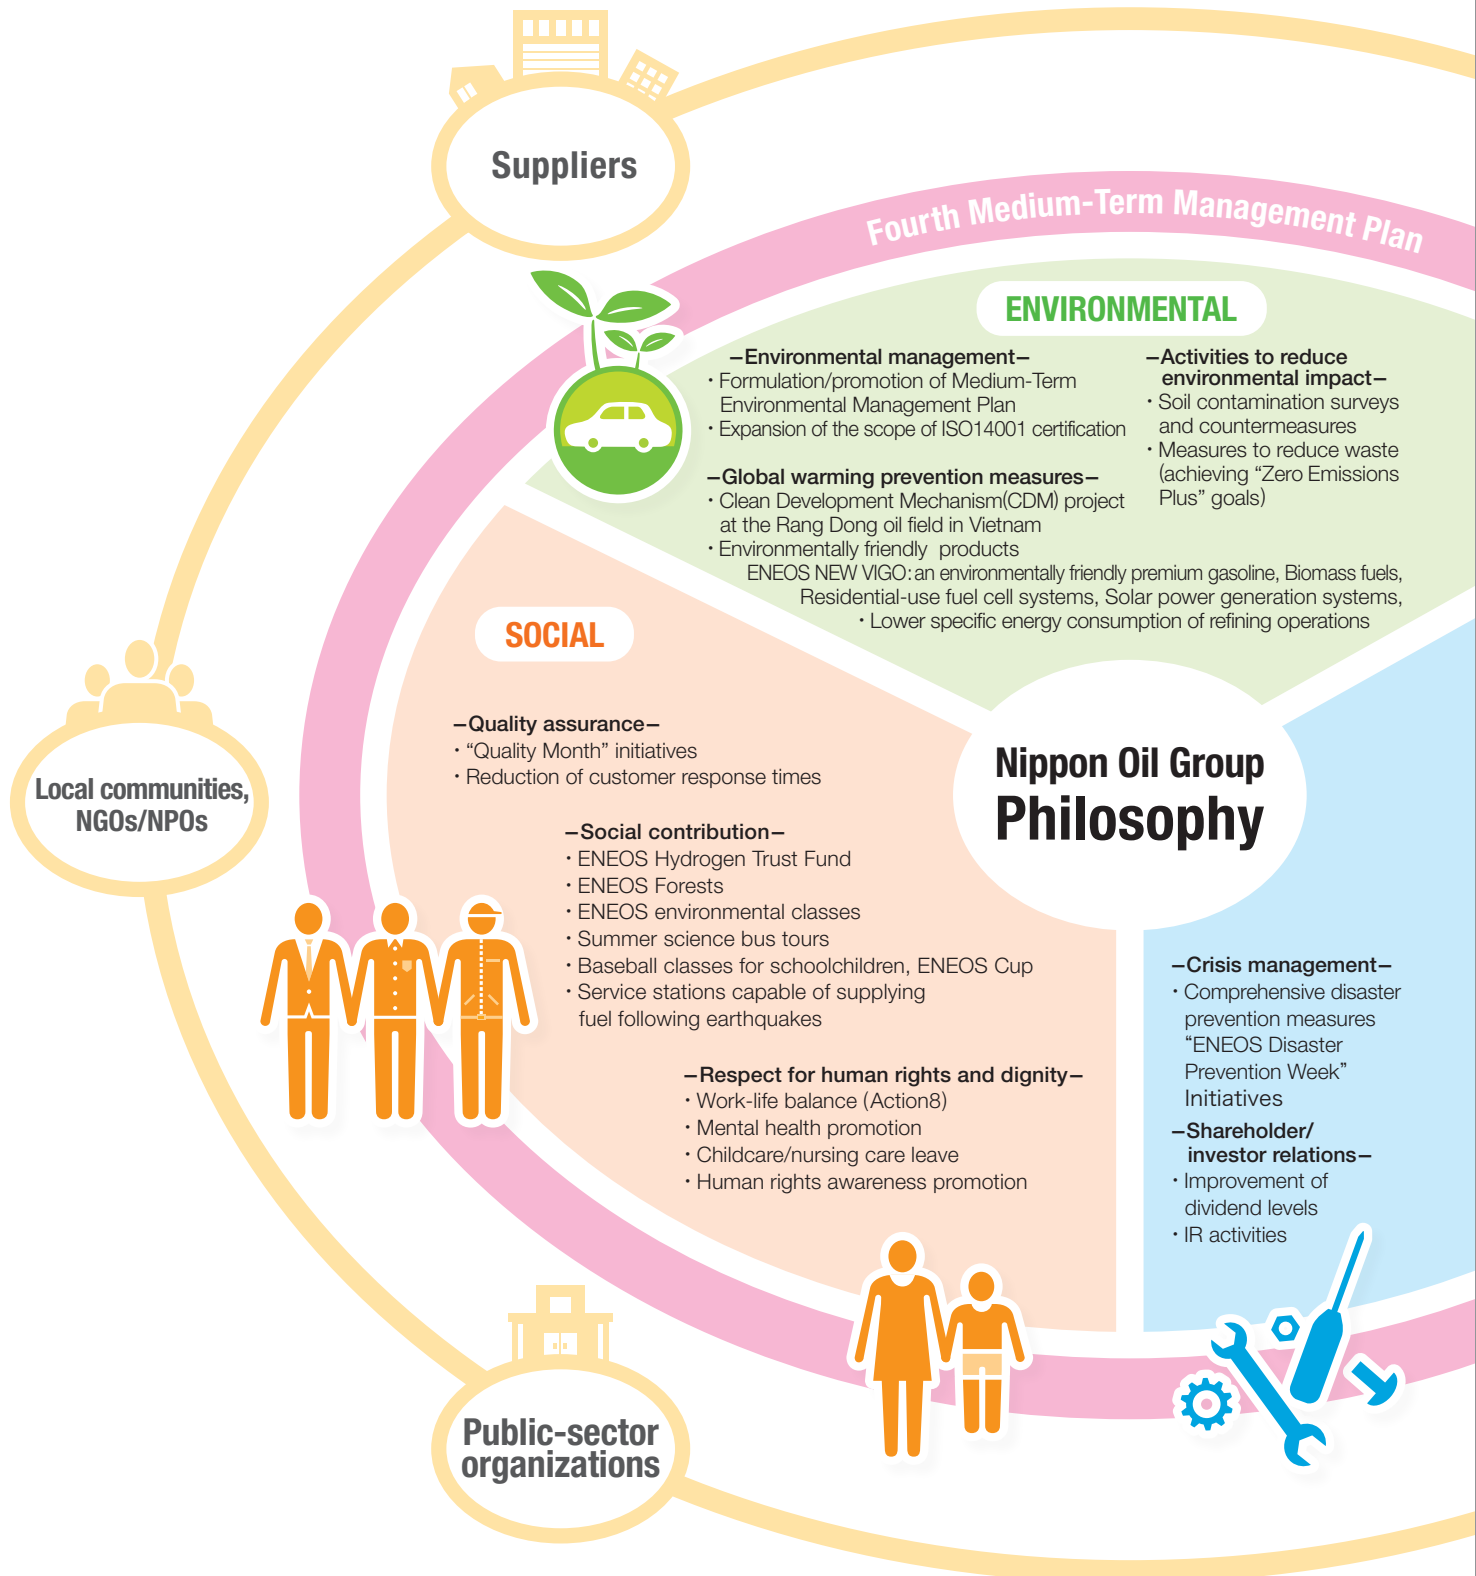 Suppliers
Fourth Medium-Term Management Plan
ENVIRONMENTAL
–Environmental management–
・Formulation/promotion of Medium-Term
Environmental Management Plan
・Expansion of the scope of ISO14001 certification
–Global warming prevention measures–
・Clean Development Mechanism(CDM) project
at the Rang Dong oil field in Vietnam
・Environmentally friendly products
ENEOS NEW VIGO: an environmentally friendly premium gasoline, Biomass fuels,
Residential-use fuel cell systems, Solar power generation systems,
・Lower specific energy consumption of refining operations
–Activities to reduce
environmental impact–
・Soil contamination surveys
and countermeasures
・Measures to reduce waste
(achieving “Zero Emissions
Plus” goals)
SOCIAL
–Quality assurance–
・“Quality Month” initiatives
・Reduction of customer response times
–Social contribution–
・ENEOS Hydrogen Trust Fund
・ENEOS Forests
・ENEOS environmental classes
・Summer science bus tours
・Baseball classes for schoolchildren, ENEOS Cup
・Service stations capable of supplying
fuel following earthquakes
–Respect for human rights and dignity–
・Work-life balance (Action8)
・Mental health promotion
・Childcare/nursing care leave
・Human rights awareness promotion
Nippon Oil Group
Philosophy
–Crisis management–
・Comprehensive disaster
prevention measures
“ENEOS Disaster
Prevention Week”
Initiatives
–Shareholder/
investor relations–
・Improvement of
dividend levels
・IR activities
Local communities,
NGOs/NPOs
Public-sector
organizations